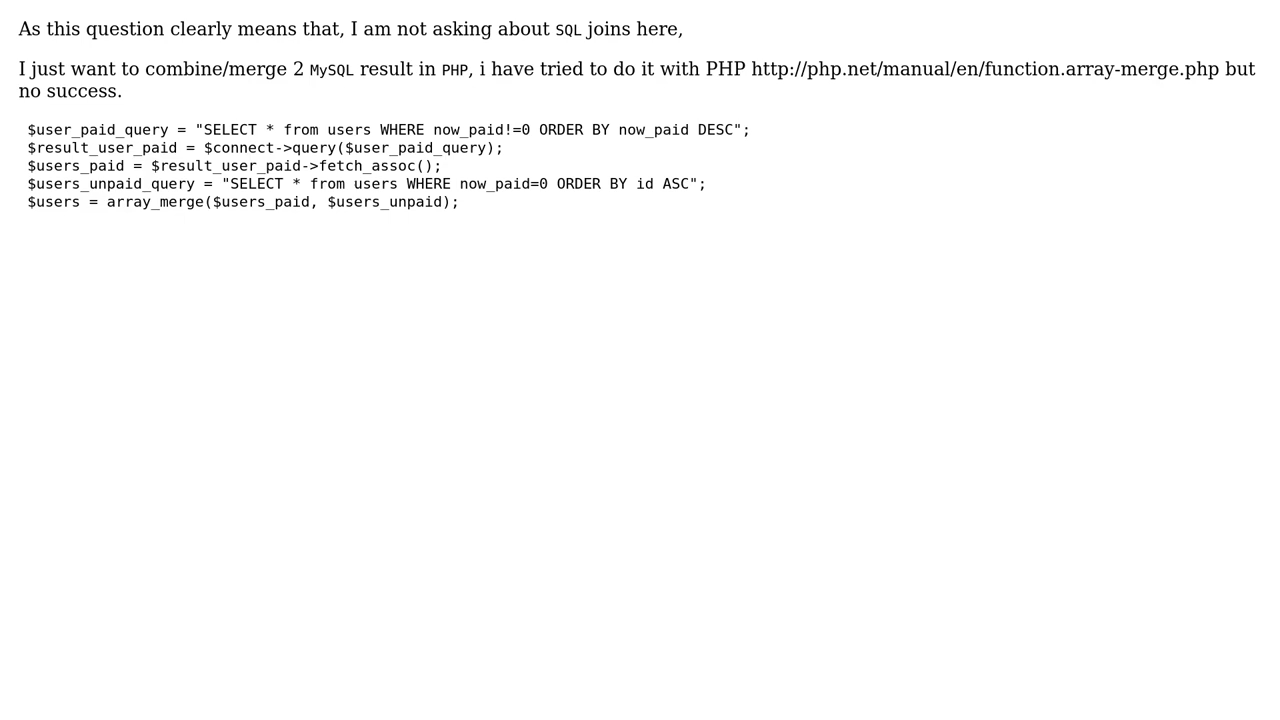 As this question clearly means that, I am not asking about SQL joins here,
I just want to combine/merge 2 MySQL result in PHP, i have tried to do it with PHP http://php.net/manual/en/function.array-merge.php but
no success.
$user_paid_query = "SELECT * from users WHERE now_paid!=0 ORDER BY now_paid DESC";
$result_user_paid = $connect->query($user_paid_query);
$users_paid = $result_user_paid->fetch_assoc();
$users_unpaid_query = "SELECT * from users WHERE now_paid=0 ORDER BY id ASC";
$users = array_merge($users_paid, $users_unpaid);